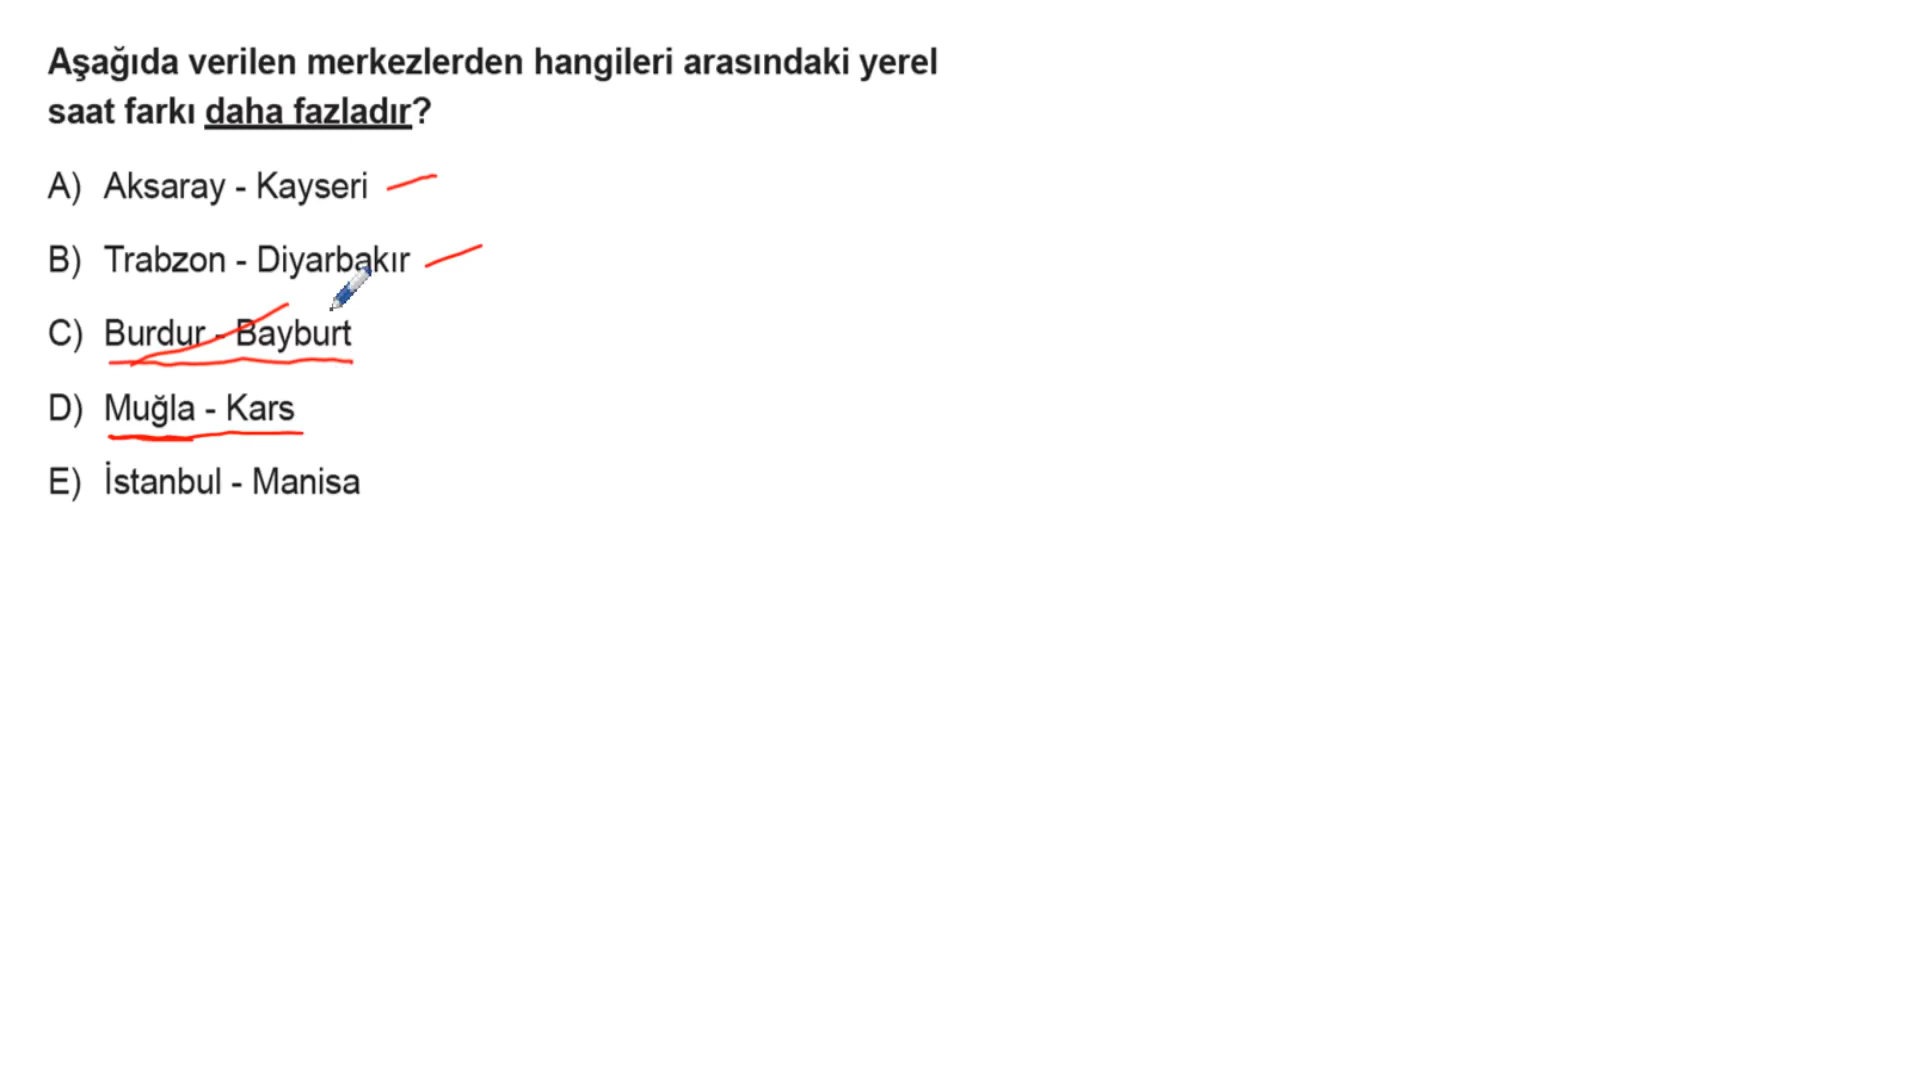 Aşağıda verilen merkezlerden hangileri arasındaki yerel
saat farkı daha fazladır?
A) Aksaray - Kayseri
B) Trabzon - Diyarbakır
C) Burdur - Bayburt
D) Muğla - Kars
E) İstanbul - Manisa